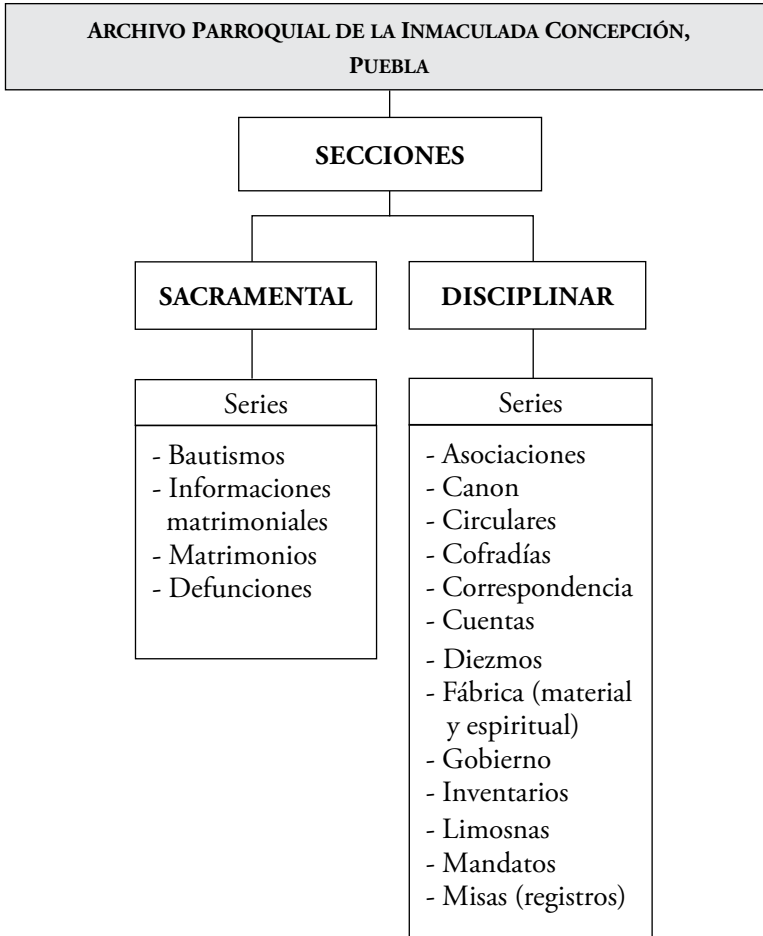 ARCHIVO PARROQUIAL DE LA INMACULADA CONCEPCIÓN,
PUEBLA
SECCIONES
SACRAMENTAL
Series
- Bautismos
- Informaciones
matrimoniales
- Matrimonios
- Defunciones
DISCIPLINAR
Series
- Asociaciones
- Canon
- Circulares
- Cofradías
- Correspondencia
- Cuentas
- Diezmos
- Fábrica (material
y espiritual)
- Gobierno
- Inventarios
- Limosnas
- Mandatos
- Misas (registros)